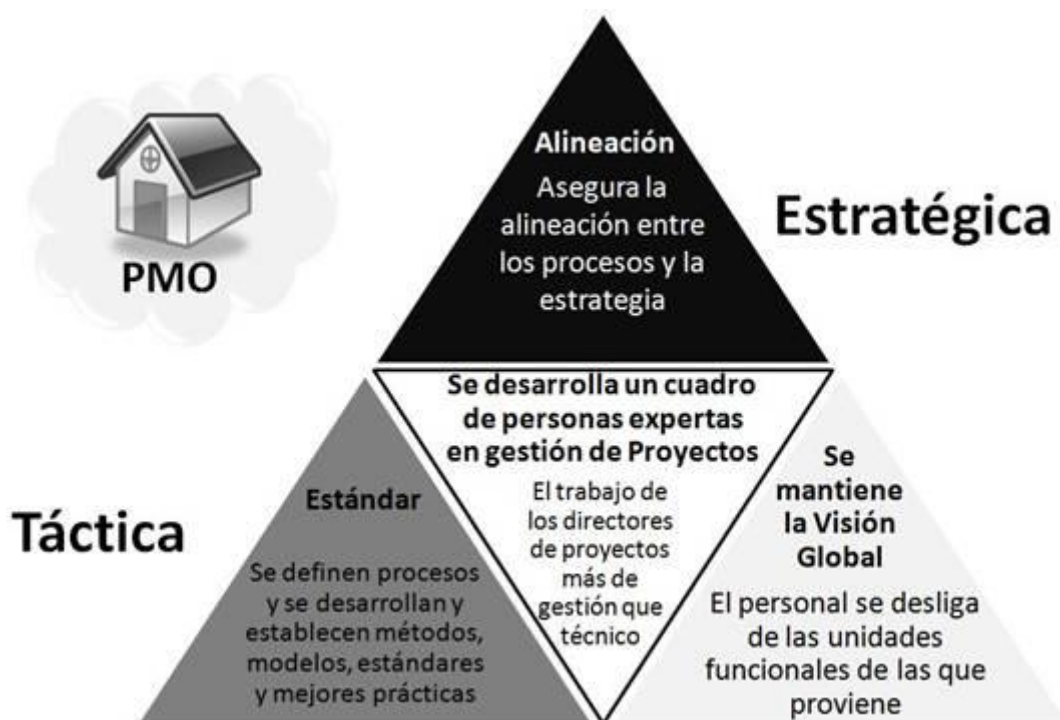 PMO
Alineación
Asegura la
alineación entre
los procesos y la
estrategia
Estratégica
Se desarrolla un cuadro
de personas expertas
en gestión de Proyectos
El trabajo de
los directores
de proyectos
más de
gestión que
técnico
Táctica
Estándar
Se definen procesos
y se desarrollan y
establecen métodos,
modelos, estándares
y mejores prácticas
Se
mantiene
la Visión
Global
El personal se desliga
de las unidades
funcionales de las que
proviene